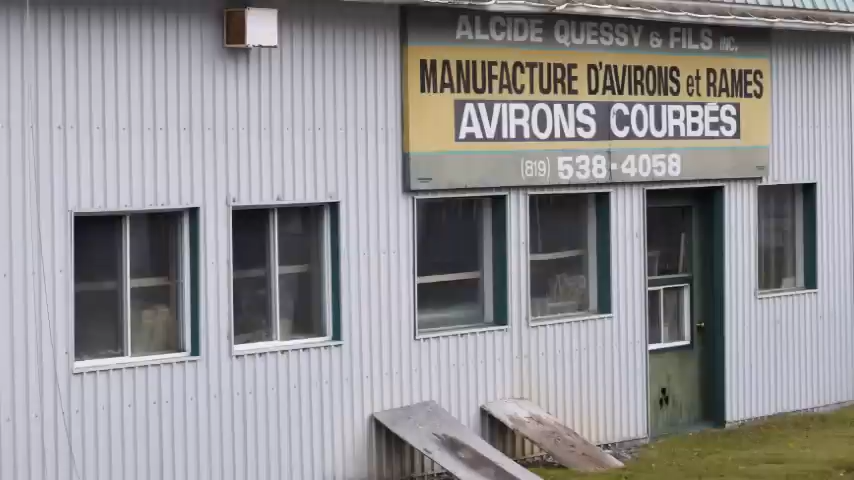 ALCIDE QUESSY & FILS INC.
MANUFACTURE D'AVIRONS et RAMES
AVIRONS COURBÉS
(819) 538-4058